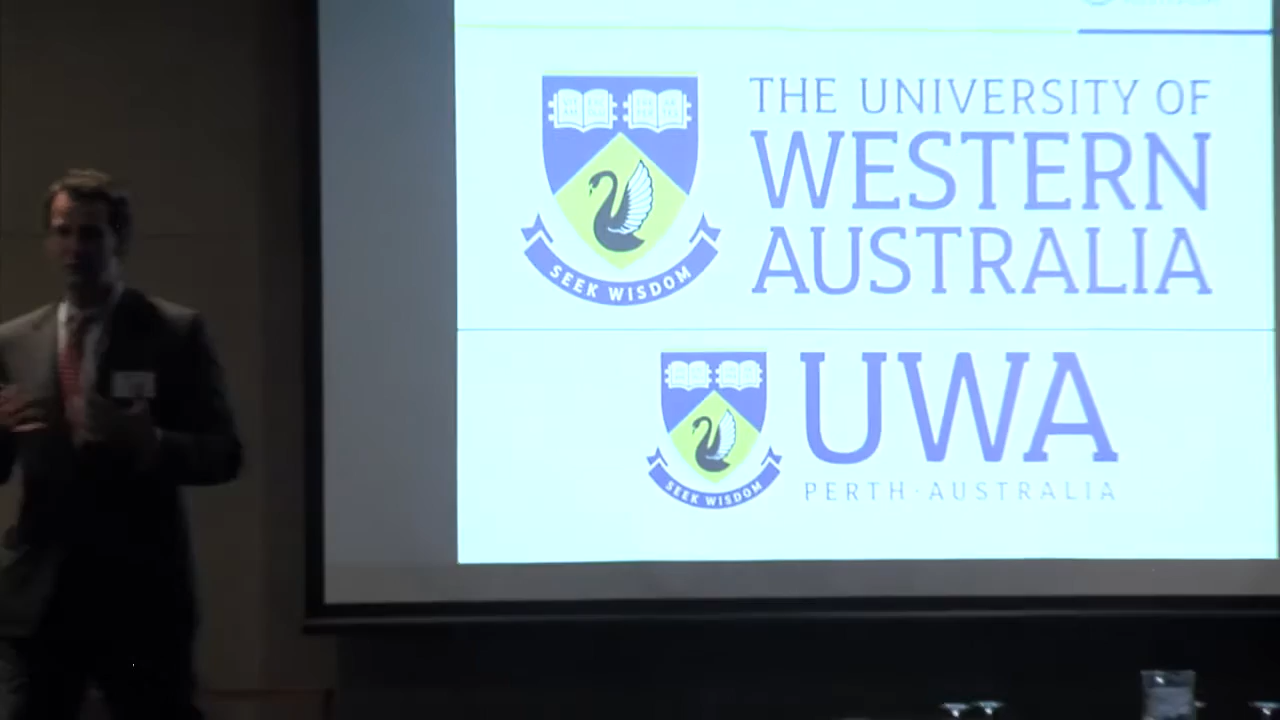 THE UNIVERSITY OF
WESTERN
AUSTRALIA
SEEK WISDOM
UWA
PERTH·AUSTRALIA
SEEK WISDOM